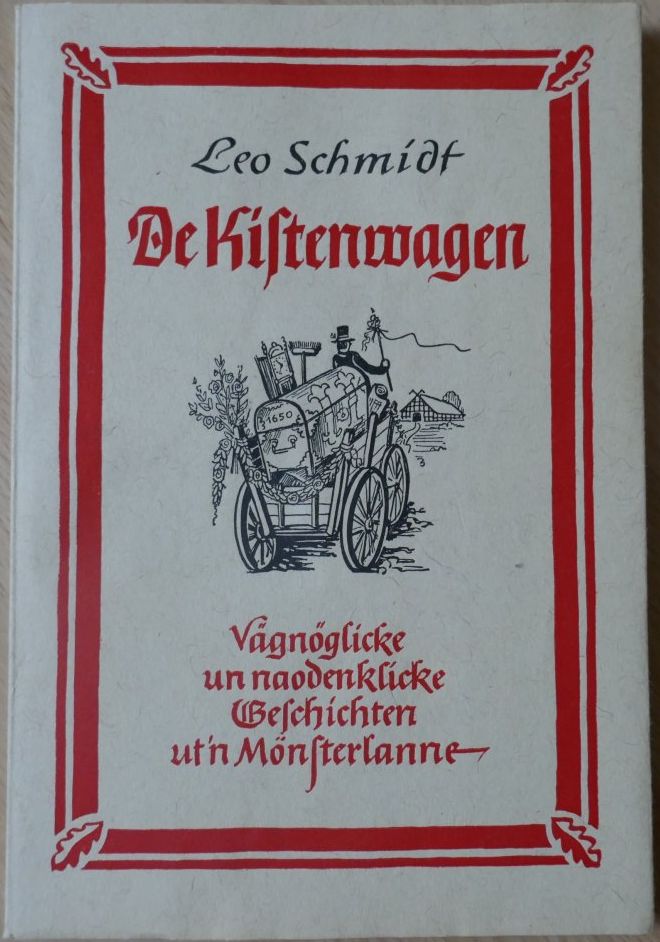 Leo Schmidt
De Kiſtenwagen
1650
Vägnöglicke
un naodenklicke
Geſchichten
ut'n Mönſterlanne